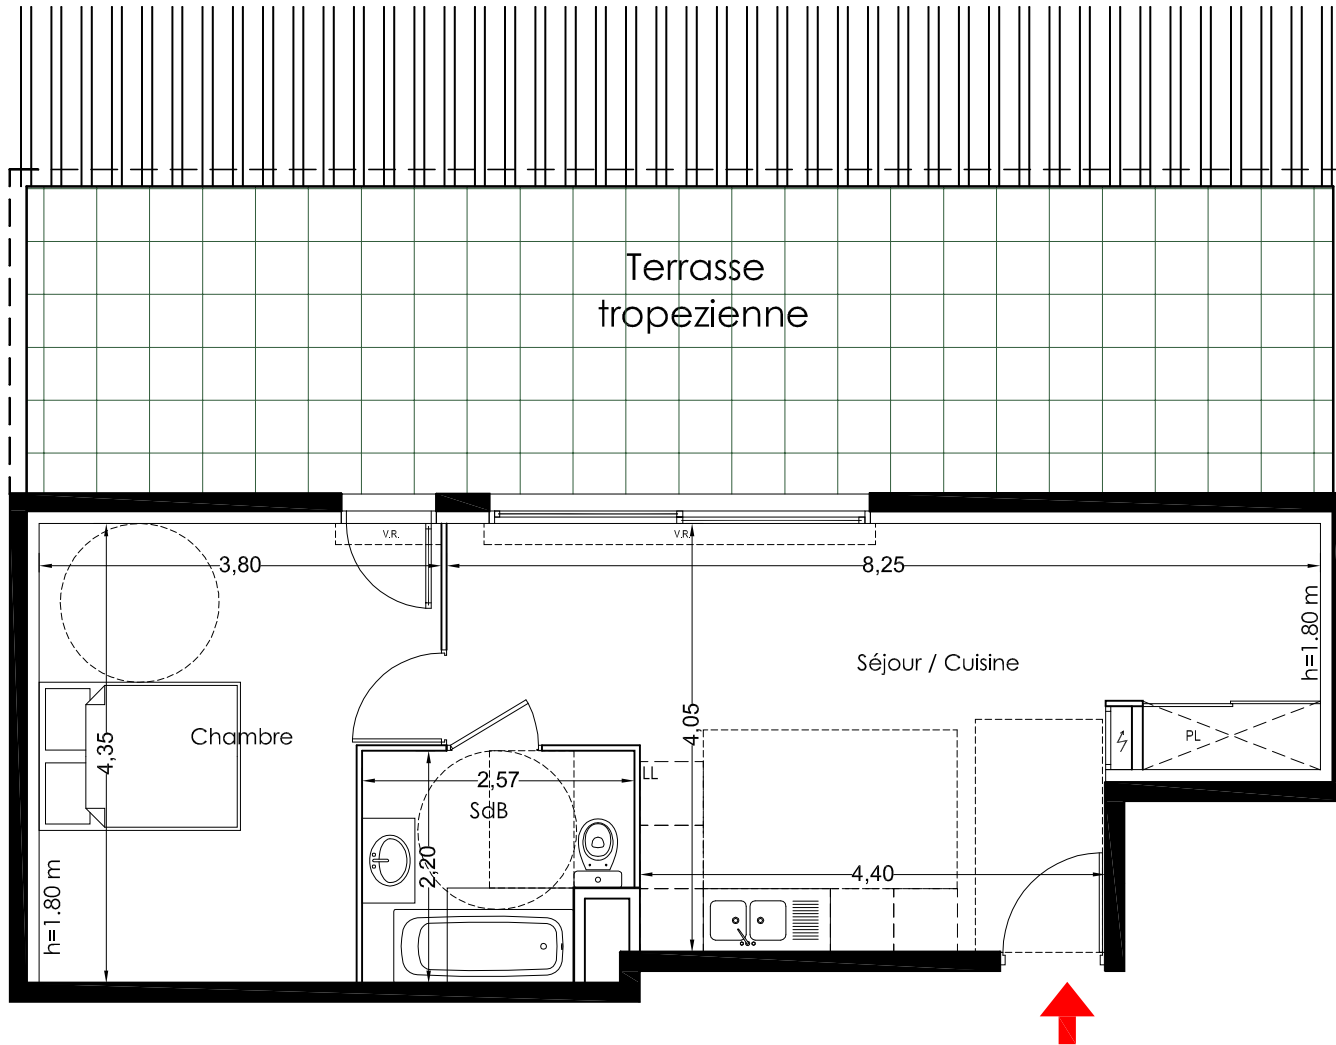 Terrasse
tropezienne
V.R.
V.R.
3,80
8,25
h=1.80 m
Séjour / Cuisine
Chambre
4,35
4,05
PL
2,57
LL
SdB
2,20
4,40
h=1.80 m